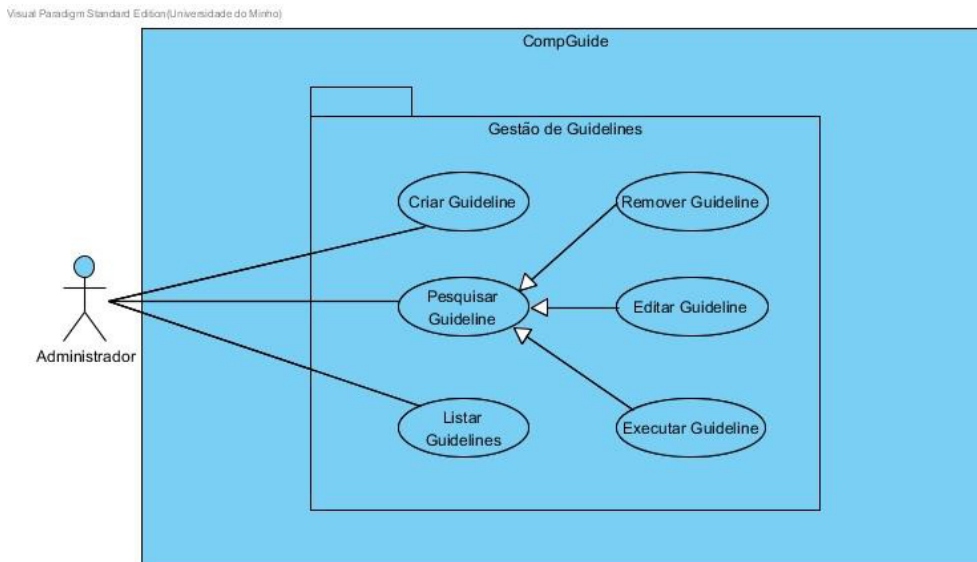 Visual Paradigm Standard Edition(Universidade do Minho)
CompGuide
Gestão de Guidelines
Criar Guideline
Remover Guideline
Pesquisar
Guideline
Editar Guideline
Administrador
Listar
Guidelines
Executar Guideline